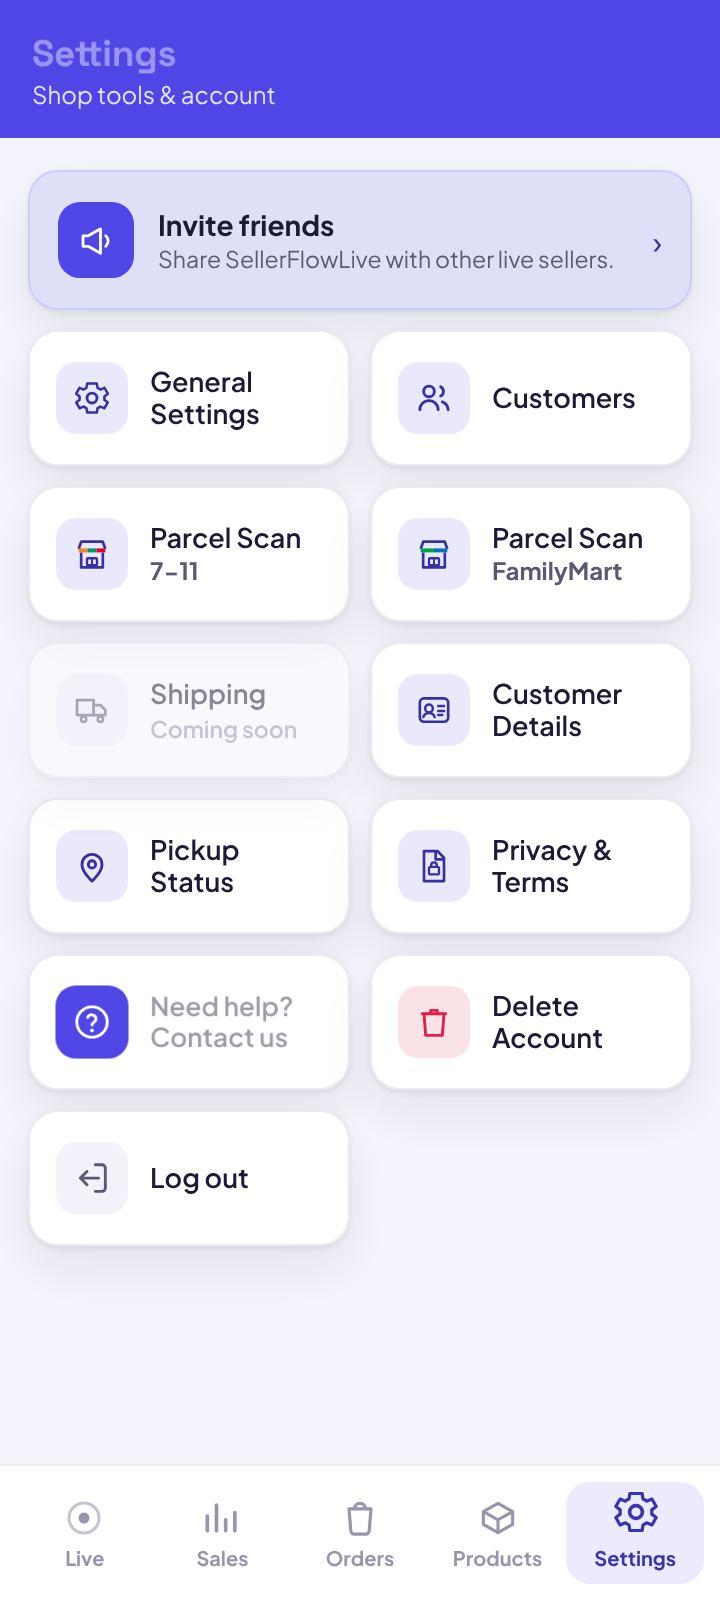 Settings
Shop tools & account
Invite friends
Share SellerFlowLive with other live sellers.
General
Settings
Customers
Parcel Scan
7-11
Parcel Scan
FamilyMart
Shipping
Coming soon
Customer
Details
Pickup
Status
Privacy &
Terms
Need help?
Contact us
Delete
Account
Log out
Live
Sales
Orders
Products
Settings